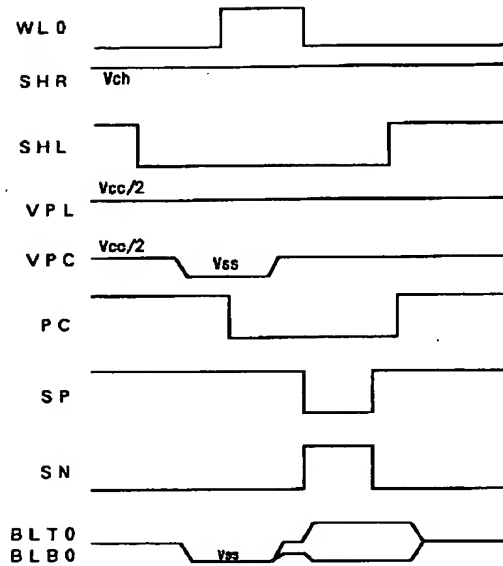 WL0
SHR
Vch
SHL
Vcc/2
VPL
Vcc/2
VPC
Vss
PC
SP
SN
BLT0
BLB0
Vss